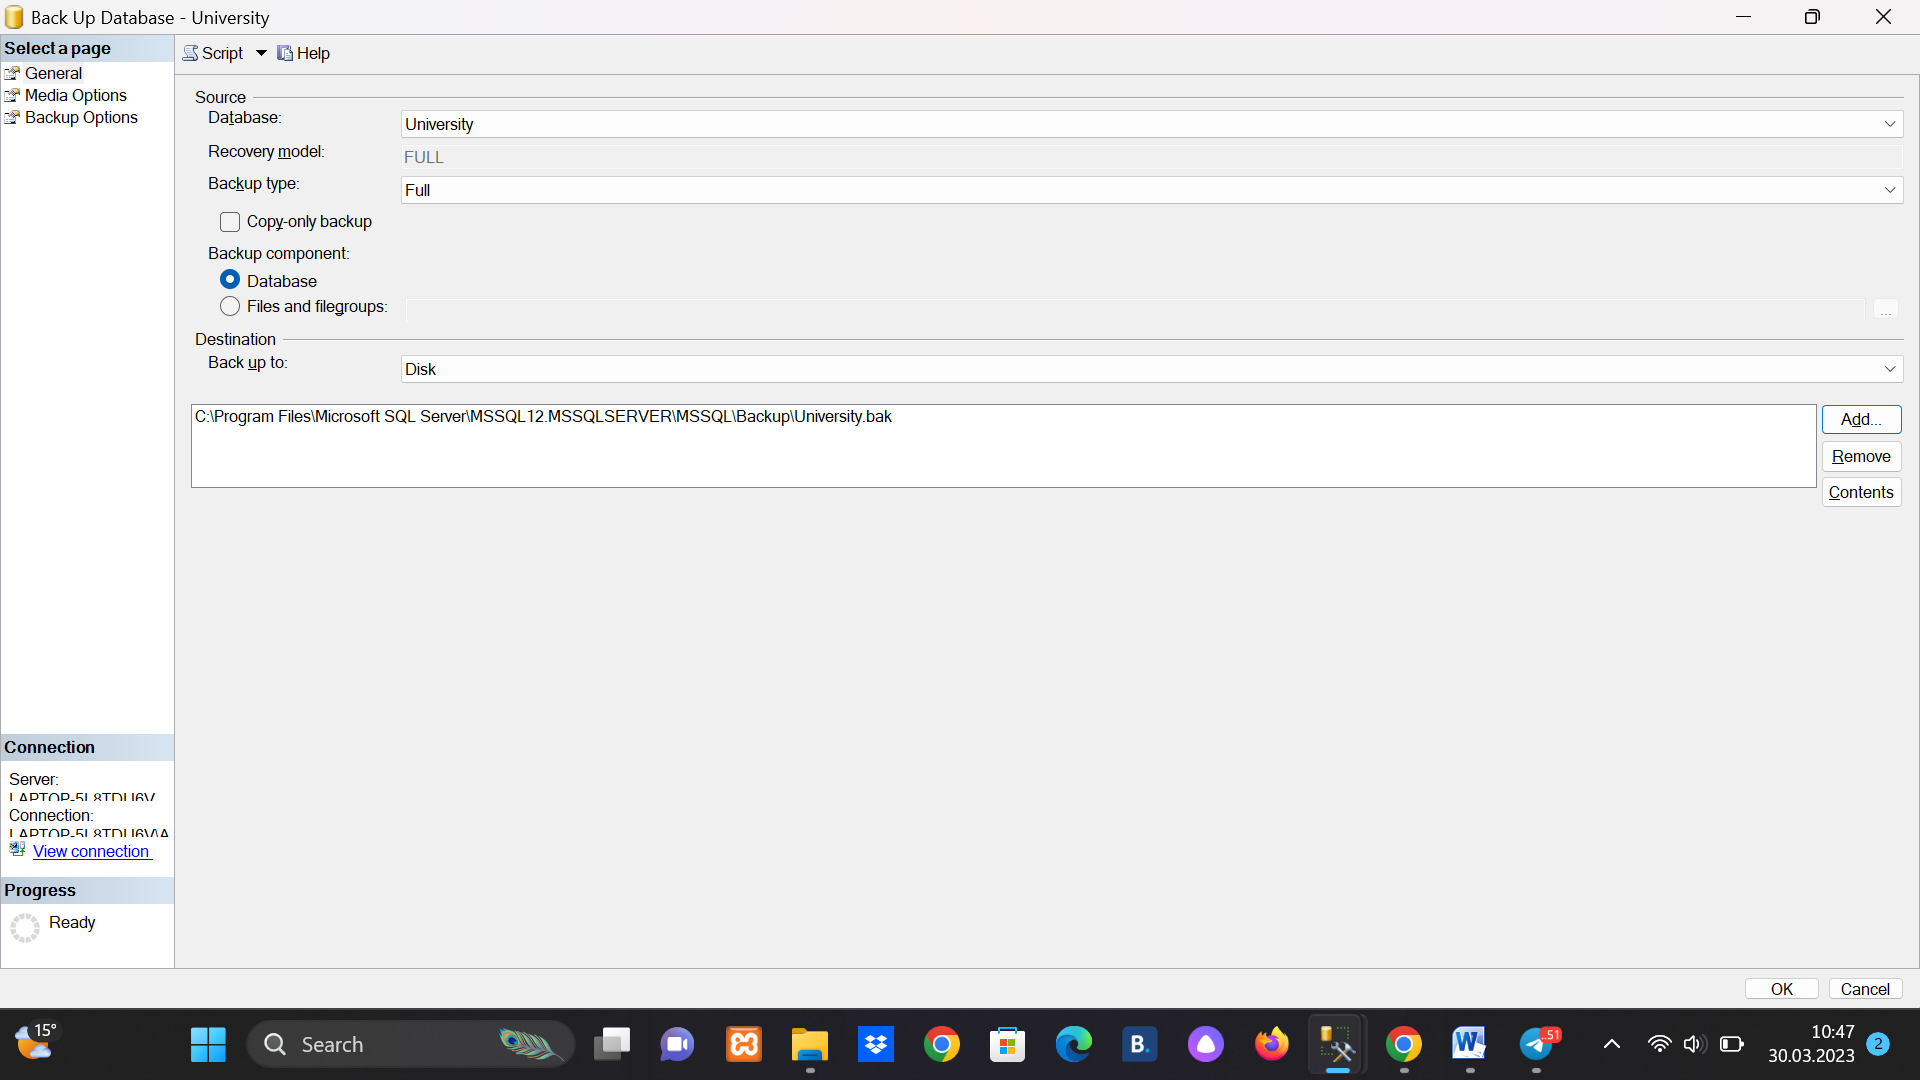 Back Up Database - University
Select a page
General
Media Options
Backup Options
Script
Help
Source
Database:
University
Recovery model:
FULL
Backup type:
Full
Copy-only backup
Backup component:
Database
Files and filegroups:
...
Destination
Back up to:
Disk
C:\Program Files\Microsoft SQL Server\MSSQL12.MSSQLSERVER\MSSQL\Backup\University.bak
Add...
Remove
Contents
Connection
Server:
Connection:
View connection
Progress
Ready
OK
Cancel
15°
Search
B.
W
..51
10:47
30.03.2023
2